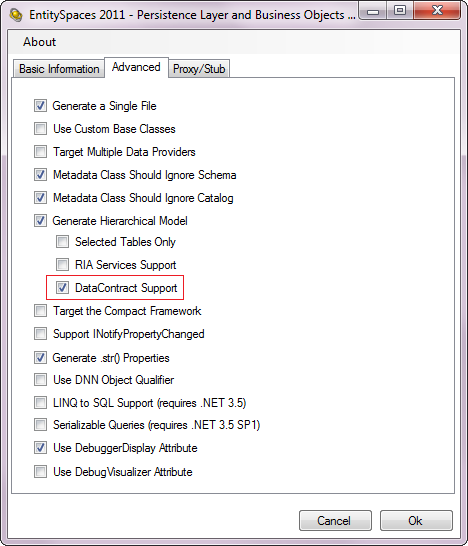 EntitySpaces 2011 - Persistence Layer and Business Objects ...
About
Basic Information Advanced Proxy/Stub
Generate a Single File
Use Custom Base Classes
Target Multiple Data Providers
Metadata Class Should Ignore Schema
Metadata Class Should Ignore Catalog
Generate Hierarchical Model
Selected Tables Only
RIA Services Support
DataContract Support
Target the Compact Framework
Support INotifyPropertyChanged
Generate .str() Properties
Use DNN Object Qualifier
LINQ to SQL Support (requires .NET 3.5)
Serializable Queries (requires .NET 3.5 SP1)
Use DebuggerDisplay Attribute
Use DebugVisualizer Attribute
Cancel Ok